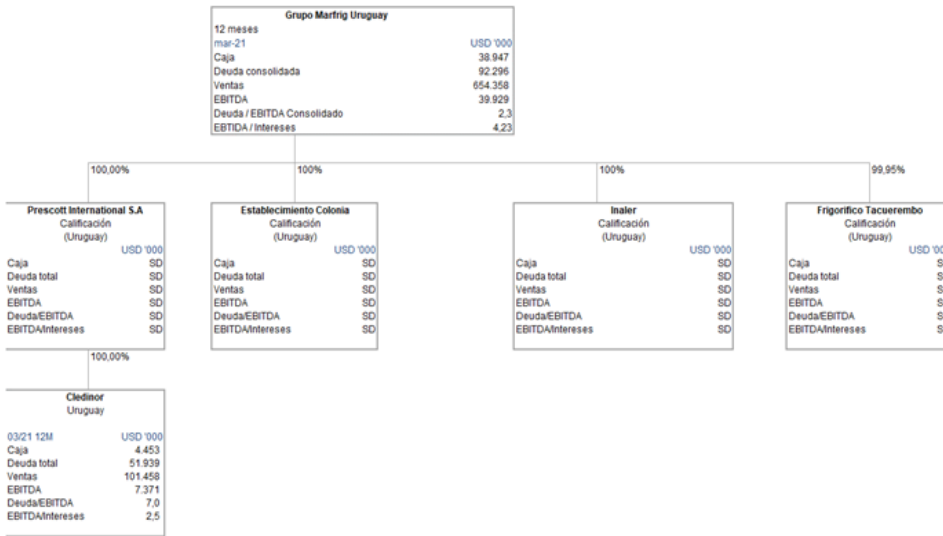 Grupo Marfrig Uruguay
12 meses
mar-21 USD '000
Caja 38.947
Deuda consolidada 92.296
Ventas 654.358
EBITDA 39.929
Deuda / EBITDA Consolidado 2,3
EBTIDA / Intereses 4,23
100,00% 100% 100% 99,95%
Prescott International S.A
Calificación
(Uruguay)
USD '000
Caja SD
Deuda total SD
Ventas SD
EBITDA SD
Deuda/EBITDA SD
EBITDA/Intereses SD
Establecimiento Colonia
Calificación
(Uruguay)
USD '000
Caja SD
Deuda total SD
Ventas SD
EBITDA SD
Deuda/EBITDA SD
EBITDA/Intereses SD
Inaler
Calificación
(Uruguay)
USD '000
Caja SD
Deuda total SD
Ventas SD
EBITDA SD
Deuda/EBITDA SD
EBITDA/Intereses SD
Frigorifico Tacuerembo
Calificación
(Uruguay)
USD '00
Caja S
Deuda total S
Ventas S
EBITDA S
Deuda/EBITDA S
EBITDA/Intereses S
100,00%
Cledinor
Uruguay
03/21 12M USD '000
Caja 4.453
Deuda total 51.939
Ventas 101.458
EBITDA 7.371
Deuda/EBITDA 7,0
EBITDA/Intereses 2,5